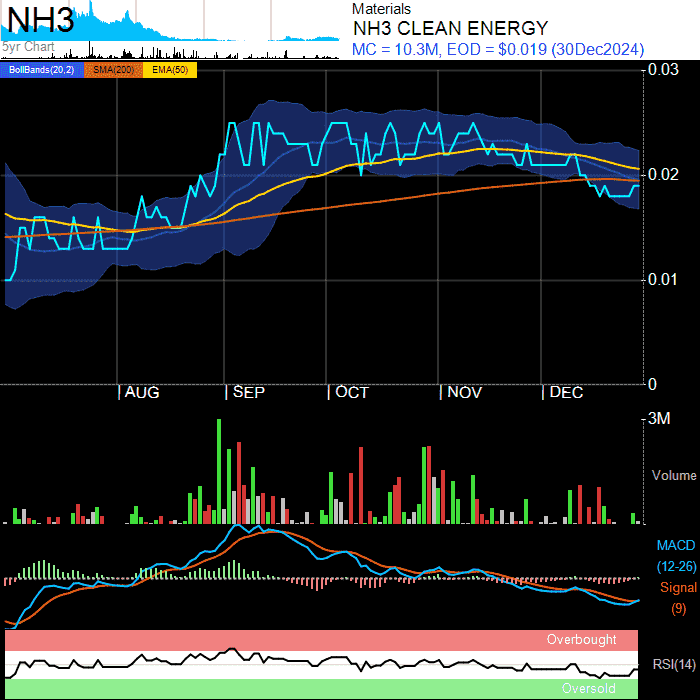 NH3
5yr Chart
Materials
NH3 CLEAN ENERGY
MC = 10.3M, EOD = $0.019 (30Dec2024)
BollBands(20,2) SMA(200) EMA(50)
0.03
0.02
0.01
0
AUG SEP OCT NOV DEC
3M
Volume
MACD
(12-26)
Signal
(9)
Overbought
RSI(14)
Oversold